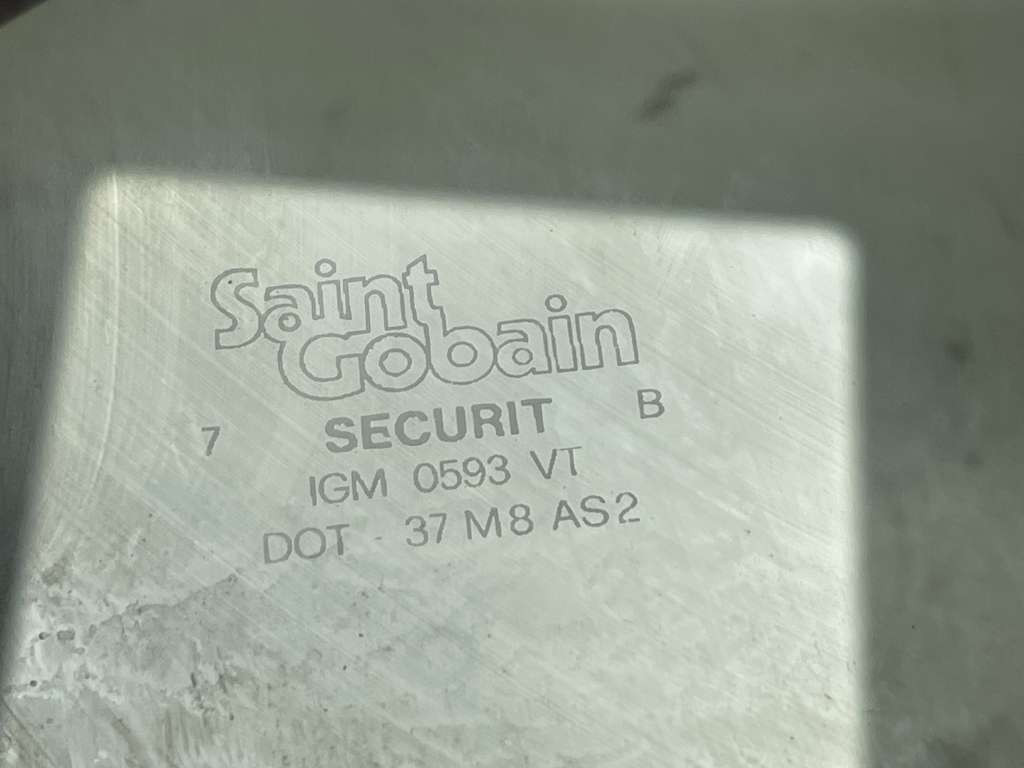 Saint
Gobain
7 SECURIT B
IGM 0593 VT
DOT - 37 M8 AS2